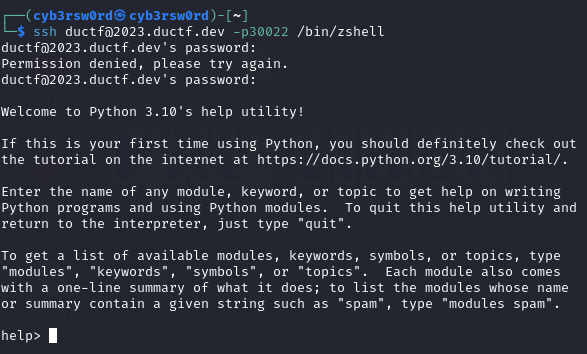 ┌──(cyb3rsw0rd㉿cyb3rsw0rd)-[~]
└─$ ssh ductf@2023.ductf.dev -p30022 /bin/zshell
ductf@2023.ductf.dev's password:
Permission denied, please try again.
ductf@2023.ductf.dev's password:
Welcome to Python 3.10's help utility!
If this is your first time using Python, you should definitely check out
the tutorial on the internet at https://docs.python.org/3.10/tutorial/.
Enter the name of any module, keyword, or topic to get help on writing
Python programs and using Python modules.  To quit this help utility and
return to the interpreter, just type "quit".
To get a list of available modules, keywords, symbols, or topics, type
"modules", "keywords", "symbols", or "topics".  Each module also comes
with a one-line summary of what it does; to list the modules whose name
or summary contain a given string such as "spam", type "modules spam".
help>